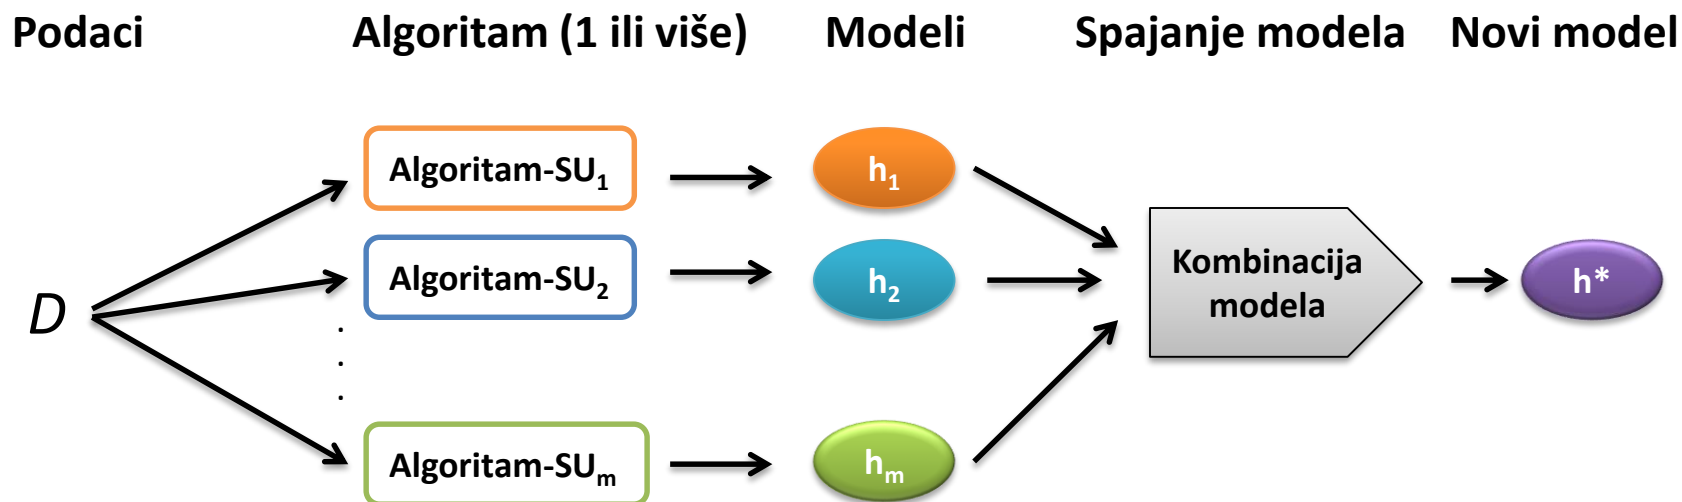 Podaci
Algoritam (1 ili više)
Modeli
Spajanje modela
Novi model
D
Algoritam-SU₁
h₁
Algoritam-SU₂
h₂
.
.
.
Algoritam-SUₘ
hₘ
Kombinacija
modela
h*